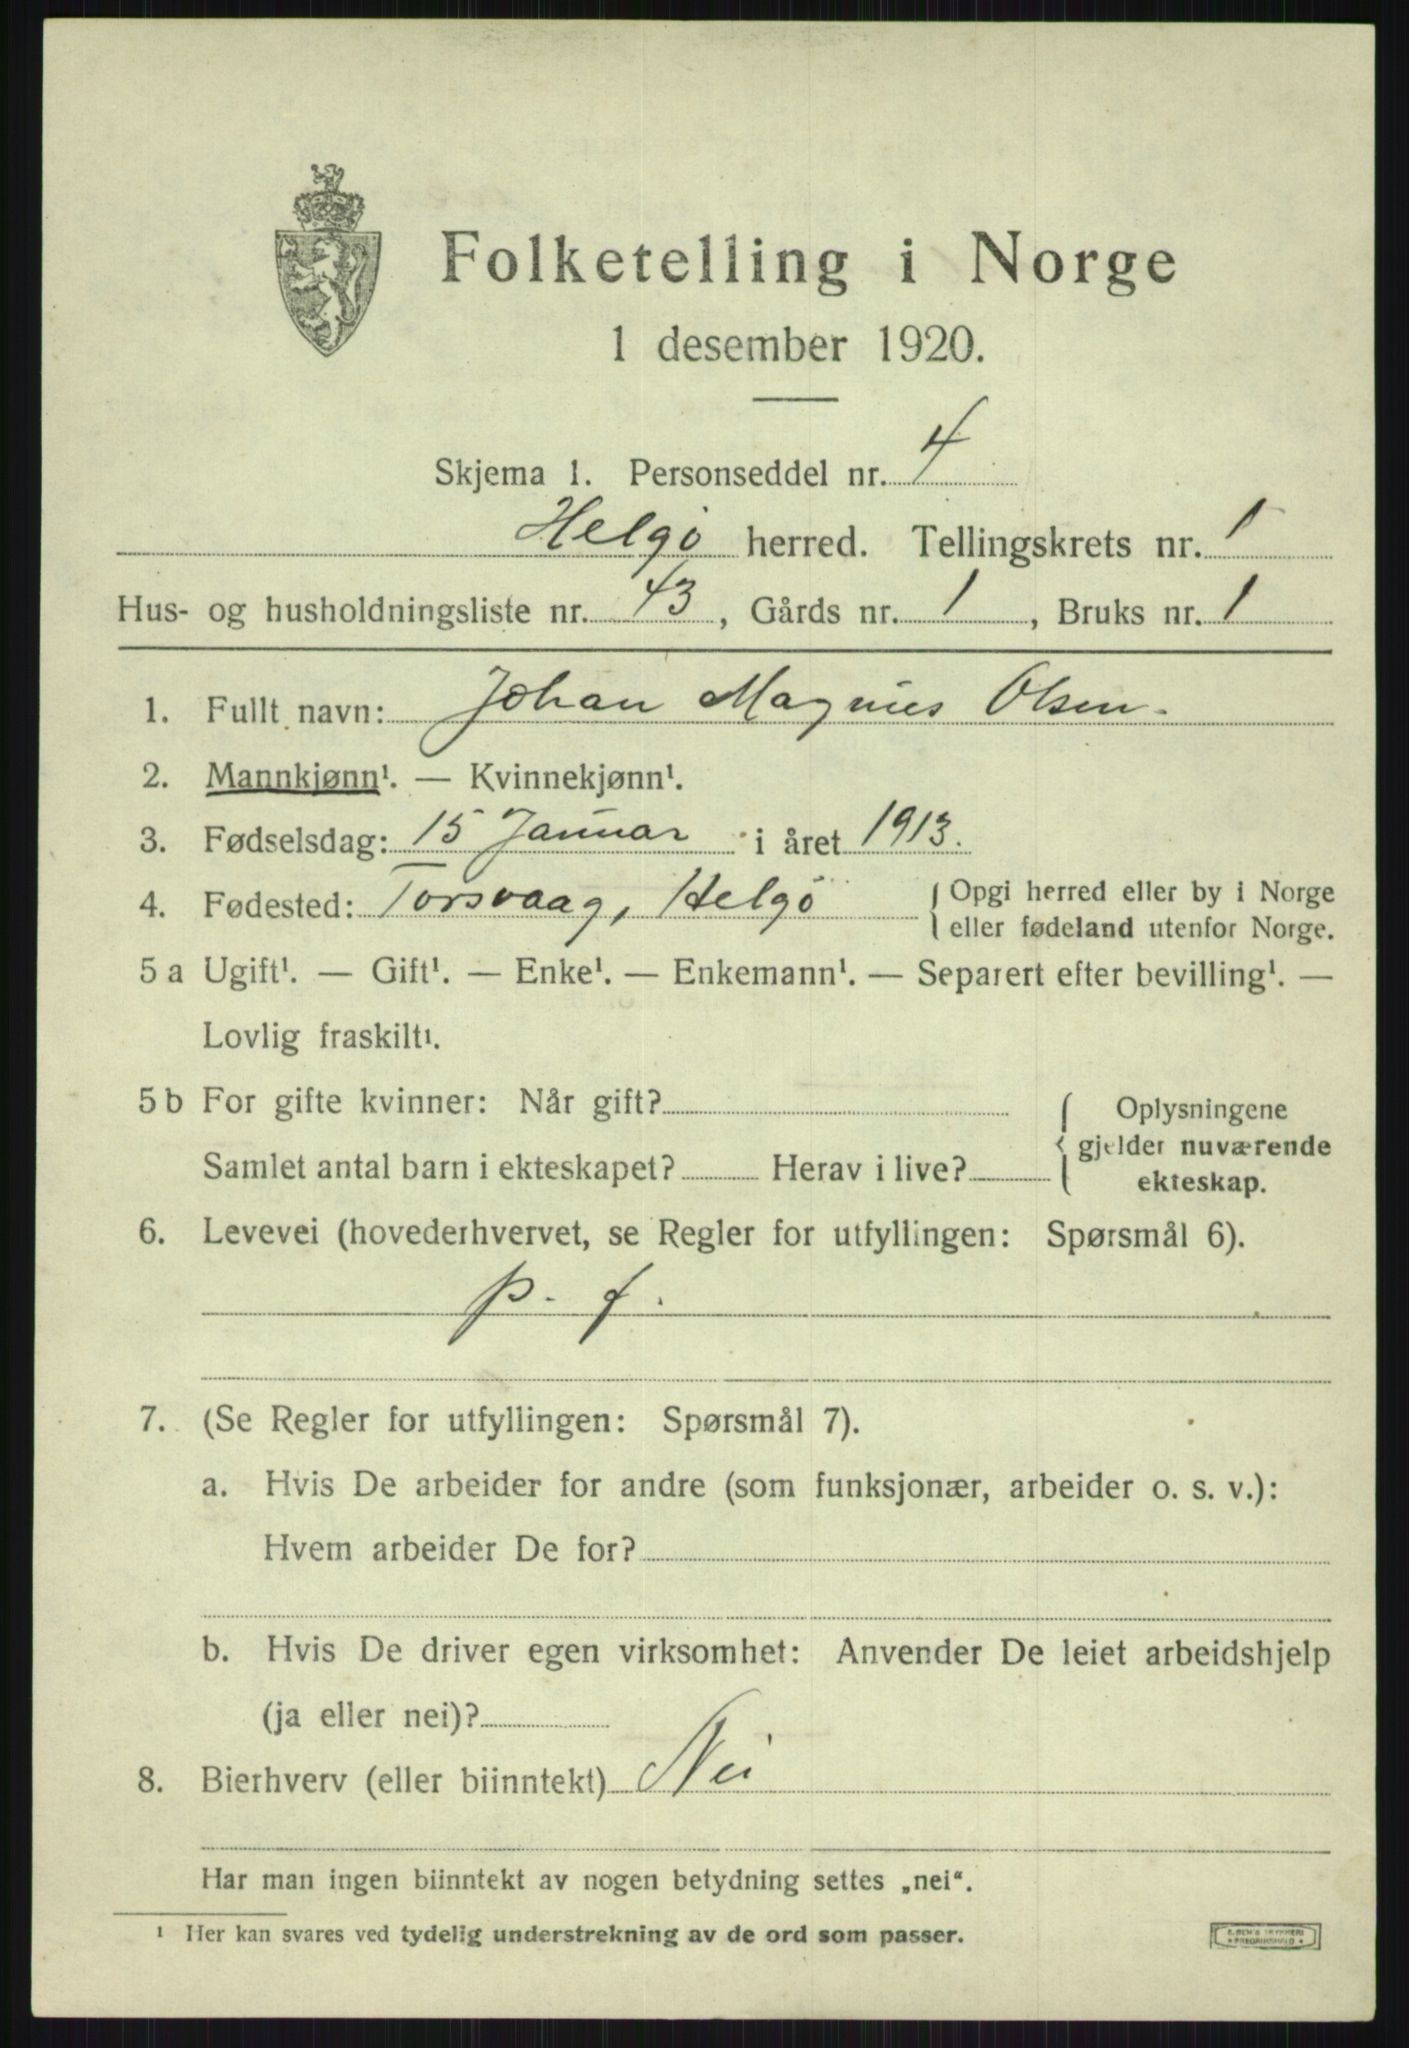 Folketelling i Norge
1 desember 1920.
Skjema 1. Personseddel nr. 4
Helgö herred. Tellingskrets nr. 1
Hus- og husholdningsliste nr. 43, Gårds nr. 1, Bruks nr. 1
1. Fullt navn: Johan Magnus Olsen.
2. Mannkjønn¹. — Kvinnekjønn¹.
3. Fødselsdag: 15 Januar i året 1913.
4. Fødested: Torsvaag, Helgö { Opgi herred eller by i Norge
eller fødeland utenfor Norge.
5 a Ugift¹. — Gift¹. — Enke¹. — Enkemann¹. — Separert efter bevilling¹. —
Lovlig fraskilt¹.
5 b For gifte kvinner: Når gift? { Oplysningene
gjelder nuværende
Samlet antal barn i ekteskapet? Herav i live? ekteskap.
6. Levevei (hovederhvervet, se Regler for utfyllingen: Spørsmål 6).
p. f.
7. (Se Regler for utfyllingen: Spørsmål 7).
a. Hvis De arbeider for andre (som funksjonær, arbeider o. s. v.):
Hvem arbeider De for?
b. Hvis De driver egen virksomhet: Anvender De leiet arbeidshjelp
(ja eller nei)?
8. Bierhverv (eller biinntekt) Nei
Har man ingen biinntekt av nogen betydning settes „nei“.
¹ Her kan svares ved tydelig understrekning av de ord som passer.